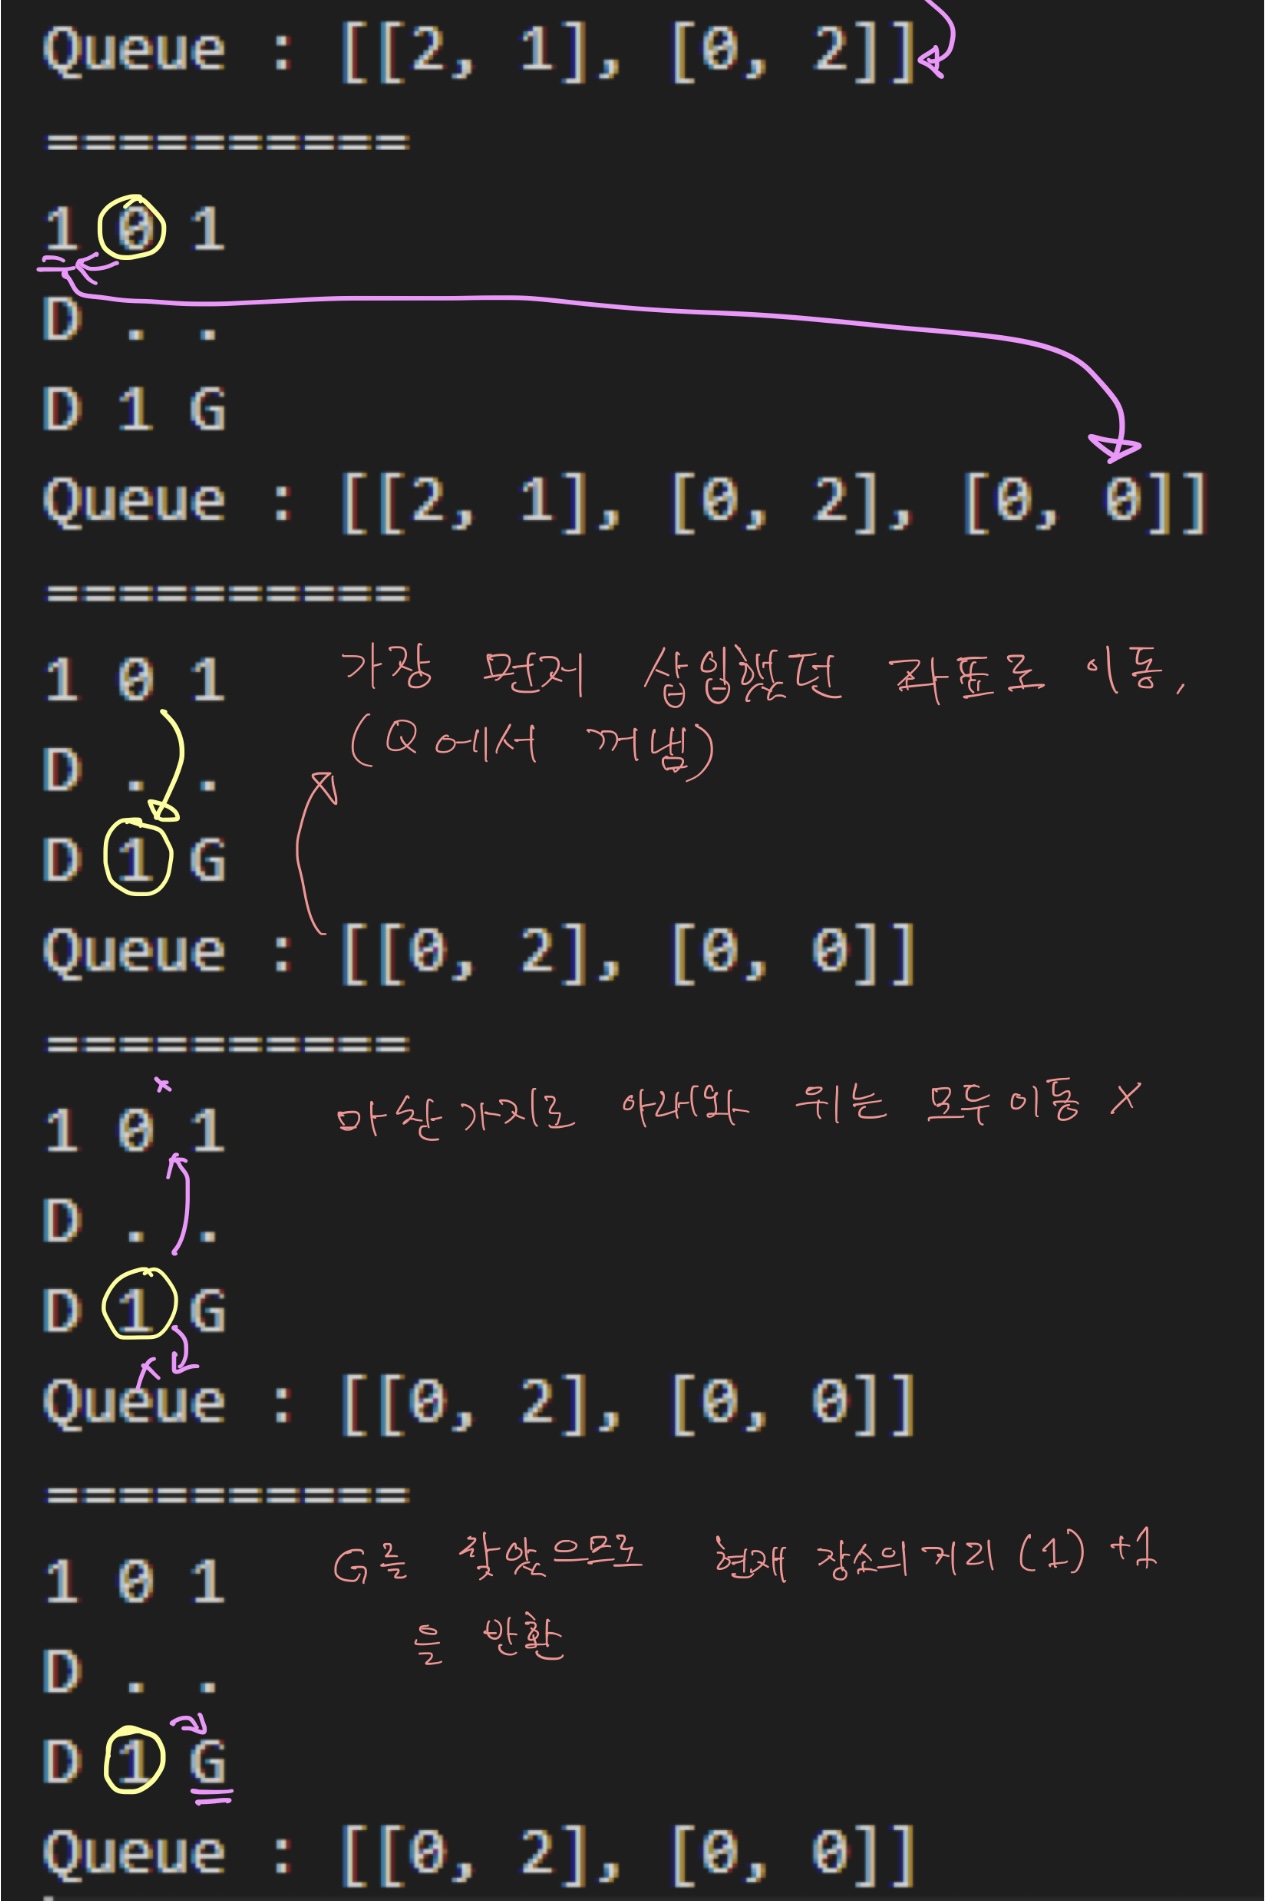 Queue : [[2, 1], [0, 2]]
==========
1 0 1
D . .
D 1 G
Queue : [[2, 1], [0, 2], [0, 0]]
==========
1 0 1
가장 먼저 삽입했던 좌표로 이동,
(Q에서 꺼냄)
D . .
D 1 G
Queue : [[0, 2], [0, 0]]
==========
1 0 1
마찬가지로 아래와 위는 모두 이동 X
D . .
D 1 G
Queue : [[0, 2], [0, 0]]
==========
1 0 1
G를 찾았으므로 현재 장소의 거리 (1) +1
을 반환
D . .
D 1 G
Queue : [[0, 2], [0, 0]]